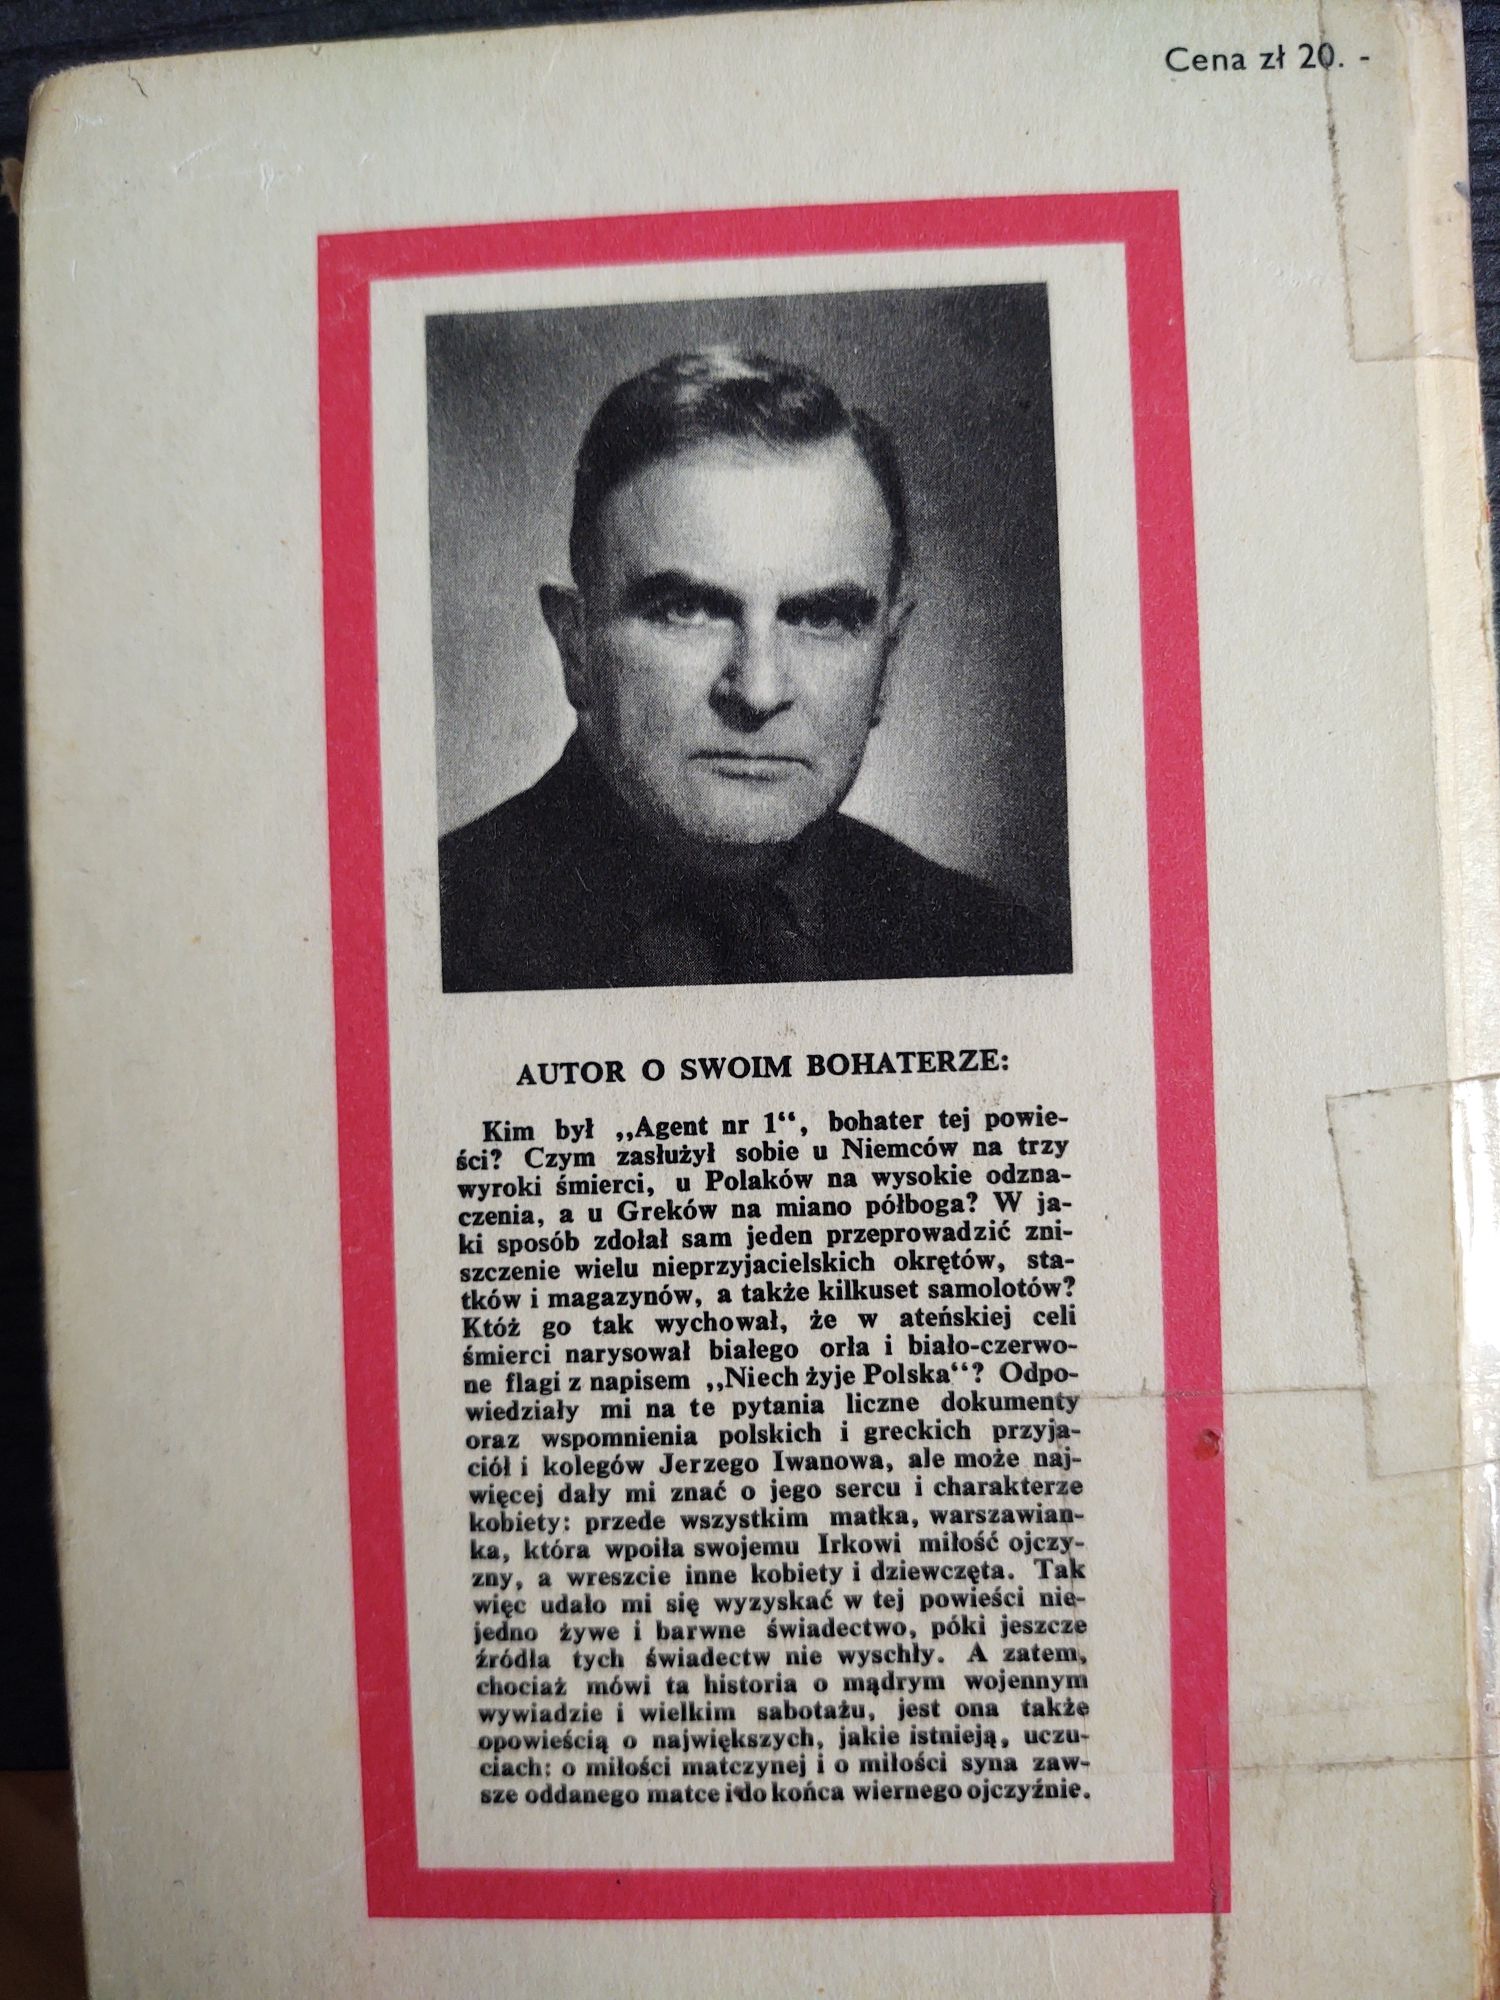 Cena zł 20. -
AUTOR O SWOIM BOHATERZE:
Kim był „Agent nr 1“, bohater tej powie-
ści? Czym zasłużył sobie u Niemców na trzy
wyroki śmierci, u Polaków na wysokie odzna-
czenia, a u Greków na miano półboga? W ja-
ki sposób zdołał sam jeden przeprowadzić zni-
szczenie wielu nieprzyjacielskich okrętów, sta-
tków i magazynów, a także kilkuset samolotów?
Któż go tak wychował, że w ateńskiej celi
śmierci narysował białego orła i biało-czerwo-
ne flagi z napisem „Niech żyje Polska“? Odpo-
wiedziały mi na te pytania liczne dokumenty
oraz wspomnienia polskich i greckich przyja-
ciół i kolegów Jerzego Iwanowa, ale może naj-
więcej dały mi znać o jego sercu i charakterze
kobiety: przede wszystkim matka, warszawian-
ka, która wpoiła swojemu Irkowi miłość ojczy-
zny, a wreszcie inne kobiety i dziewczęta. Tak
więc udało mi się wyzyskać w tej powieści nie-
jedno żywe i barwne świadectwo, póki jeszcze
źródła tych świadectw nie wyschły. A zatem,
chociaż mówi ta historia o mądrym wojennym
wywiadzie i wielkim sabotażu, jest ona także
opowieścią o największych, jakie istnieją, uczu-
ciach: o miłości matczynej i o miłości syna zaw-
sze oddanego matce i do końca wiernego ojczyźnie.